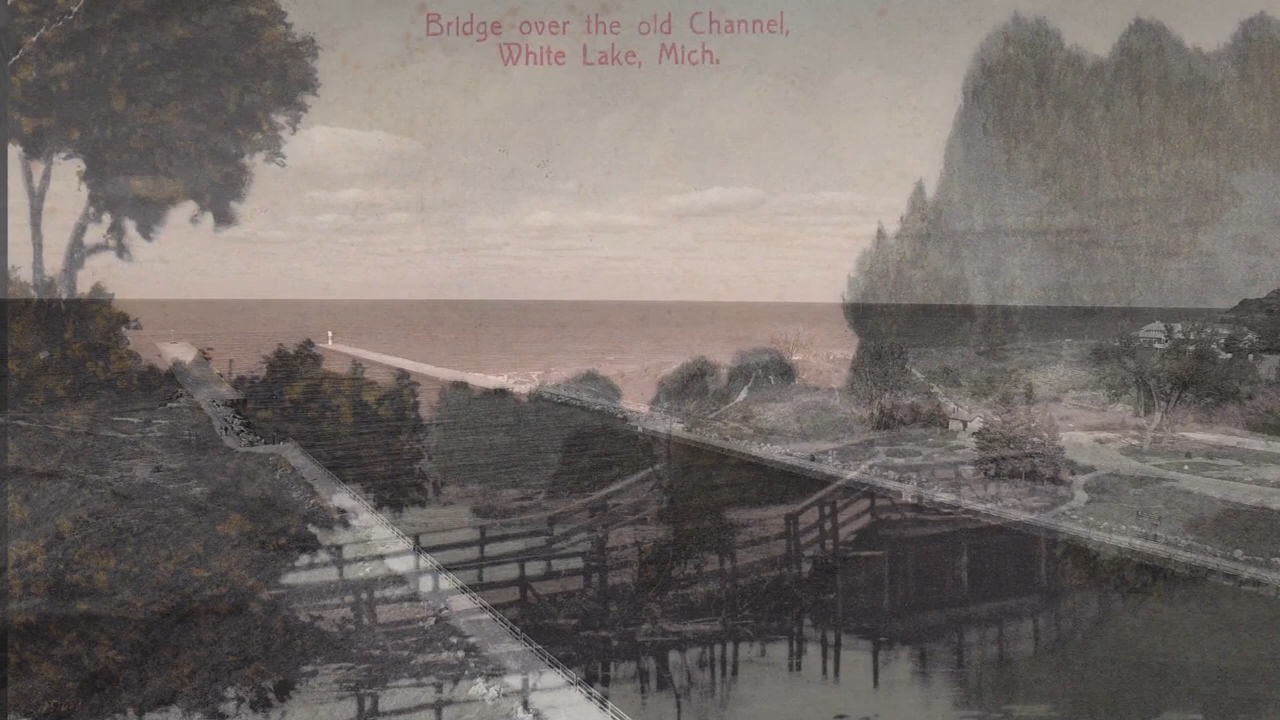 Bridge over the old Channel,
White Lake, Mich.